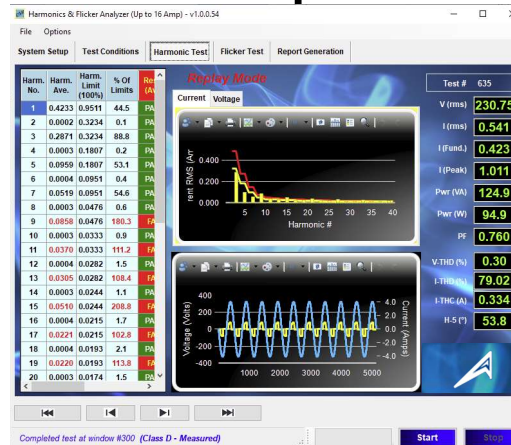 Harmonics & Flicker Analyzer (Up to 16 Amp) - v1.0.0.54
File Options
System Setup Test Conditions Harmonic Test Flicker Test Report Generation
Replay Mode
Current Voltage
Harm. No. Harm. Ave. Harm. Limit (100%) % Of Limits
1 0.4233 0.9511 44.5 PA
2 0.0002 0.3234 0.1 PA
3 0.2871 0.3234 88.8 PA
4 0.0003 0.1807 0.2 PA
5 0.0959 0.1807 53.1 PA
6 0.0004 0.0951 0.4 PA
7 0.0519 0.0951 54.6 PA
8 0.0003 0.0476 0.6 PA
9 0.0858 0.0476 180.3 FA
10 0.0003 0.0333 0.9 PA
11 0.0370 0.0333 111.2 FA
12 0.0004 0.0282 1.5 PA
13 0.0305 0.0282 108.4 FA
14 0.0003 0.0244 1.1 PA
15 0.0510 0.0244 208.8 FA
16 0.0004 0.0215 1.7 PA
17 0.0221 0.0215 102.8 FA
18 0.0004 0.0193 2.1 PA
19 0.0220 0.0193 113.8 FA
20 0.0003 0.0174 1.5 PA
rent RMS (Arr
0.400
0.200
0.000
5 10 15 20 25 30 35 40
Harmonic #
Voltage (Volts)
400
200
0
-200
-400
4.0
2.0
0.0
-2.0
-4.0
Current (Amps)
1000 2000 3000 4000 5000
Test # 635
V (rms) 230.75
I (rms) 0.541
I (Fund.) 0.423
I (Peak) 1.011
Pwr (VA) 124.9
Pwr (W) 94.9
PF 0.760
V-THD (%) 0.30
I-THD (%) 79.02
I-THC (A) 0.334
H-5 (°) 53.8
Completed test at window #300 (Class D - Measured)
Start Stop